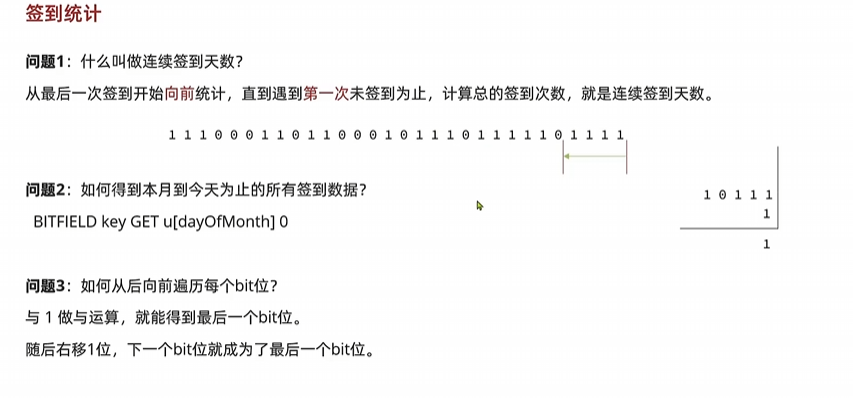 签到统计
问题1：什么叫做连续签到天数？
从最后一次签到开始向前统计，直到遇到第一次未签到为止，计算总的签到次数，就是连续签到天数。
1 1 1 0 0 0 1 1 0 1 1 0 0 0 1 0 1 1 1 0 1 1 1 1 1 0 1 1 1 1
问题2：如何得到本月到今天为止的所有签到数据？
BITFIELD key GET u[dayOfMonth] 0
1 0 1 1 1
1
1
问题3：如何从后向前遍历每个bit位？
与 1 做与运算，就能得到最后一个bit位。
随后右移1位，下一个bit位就成为了最后一个bit位。